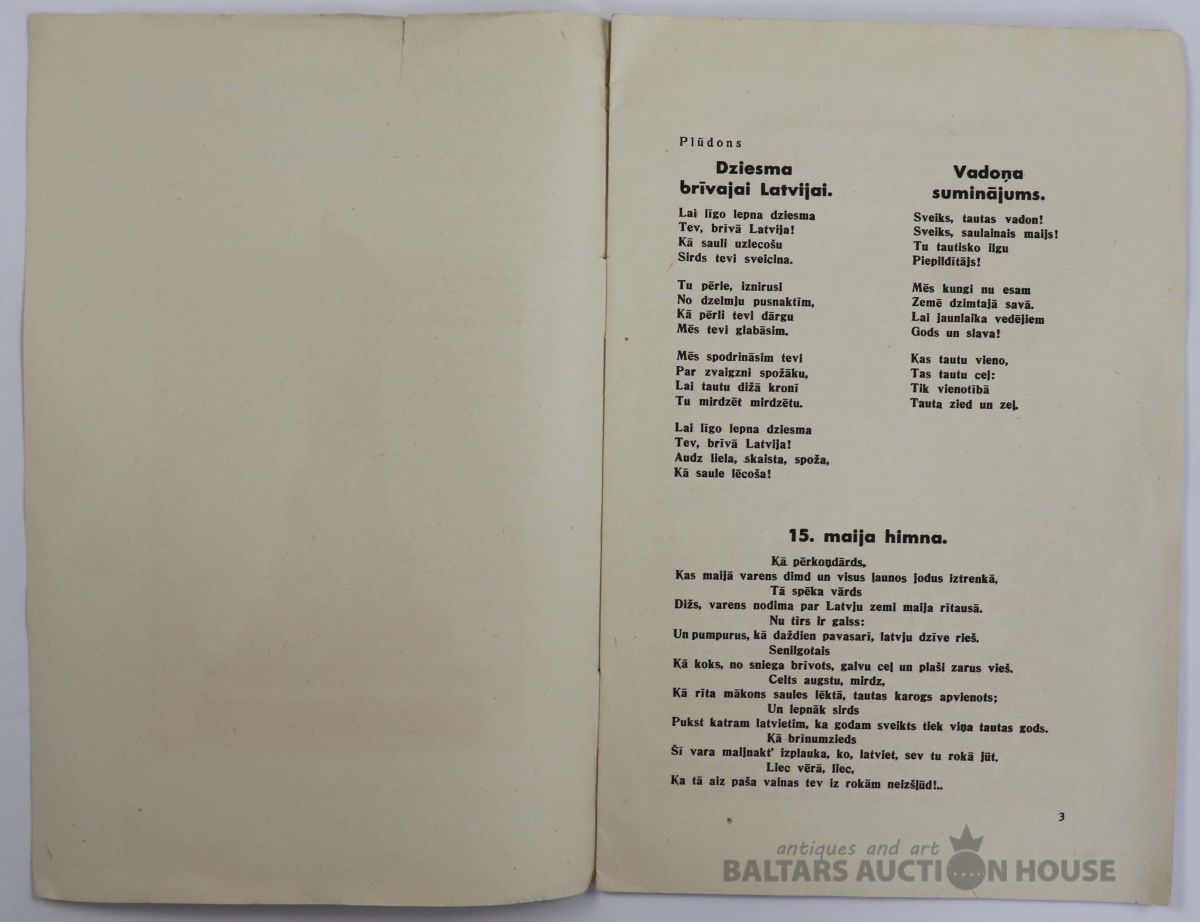 Plūdons
Dziesma
brīvajai Latvijai.
Lai līgo lepna dziesma
Tev, brīvā Latvija!
Kā sauli uzlecošu
Sirds tevi sveicina.
Tu pērle, iznirusi
No dzelmju pusnaktīm,
Kā pērli tevi dārgu
Mēs tevi glabāsim.
Mēs spodrināsim tevi
Par zvaigzni spožāku,
Lai tautu dižā kronī
Tu mirdzēt mirdzētu.
Lai līgo lepna dziesma
Tev, brīvā Latvija!
Audz liela, skaista, spoža,
Kā saule lēcoša!
Vadoņa
suminājums.
Sveiks, tautas vadon!
Sveiks, saulainais maijs!
Tu tautisko ilgu
Piepildītājs!
Mēs kungi nu esam
Zemē dzimtajā savā.
Lai jaunlaika vedējiem
Gods un slava!
Kas tautu vieno,
Tas tautu ceļ:
Tik vienotībā
Tauta zied un zeļ.
15. maija himna.
Kā pērkoņdārds,
Kas maijā varens dimd un visus ļaunos jodus iztrenkā,
Tā spēka vārds
Dižs, varens nodima par Latvju zemi maija rītausā.
Nu tīrs ir gaiss:
Un pumpurus, kā daždien pavasarī, latvju dzīve rieš.
Senilgotais
Kā koks, no sniega brīvots, galvu ceļ un plaši zarus vieš.
Celts augstu, mirdz,
Kā rīta mākons saules lēktā, tautas karogs apvienots;
Un lepnāk sirds
Pukst katram latvietim, ka godam sveikts tiek viņa tautas gods.
Kā brīnumzieds
Šī vara maijnakt' izplauka, ko, latviet, sev tu rokā jūt.
Liec vērā, liec,
Ka tā aiz paša vainas tev iz rokām neizšļūd!..
3
antiques and art
BALTARS AUCTION HOUSE